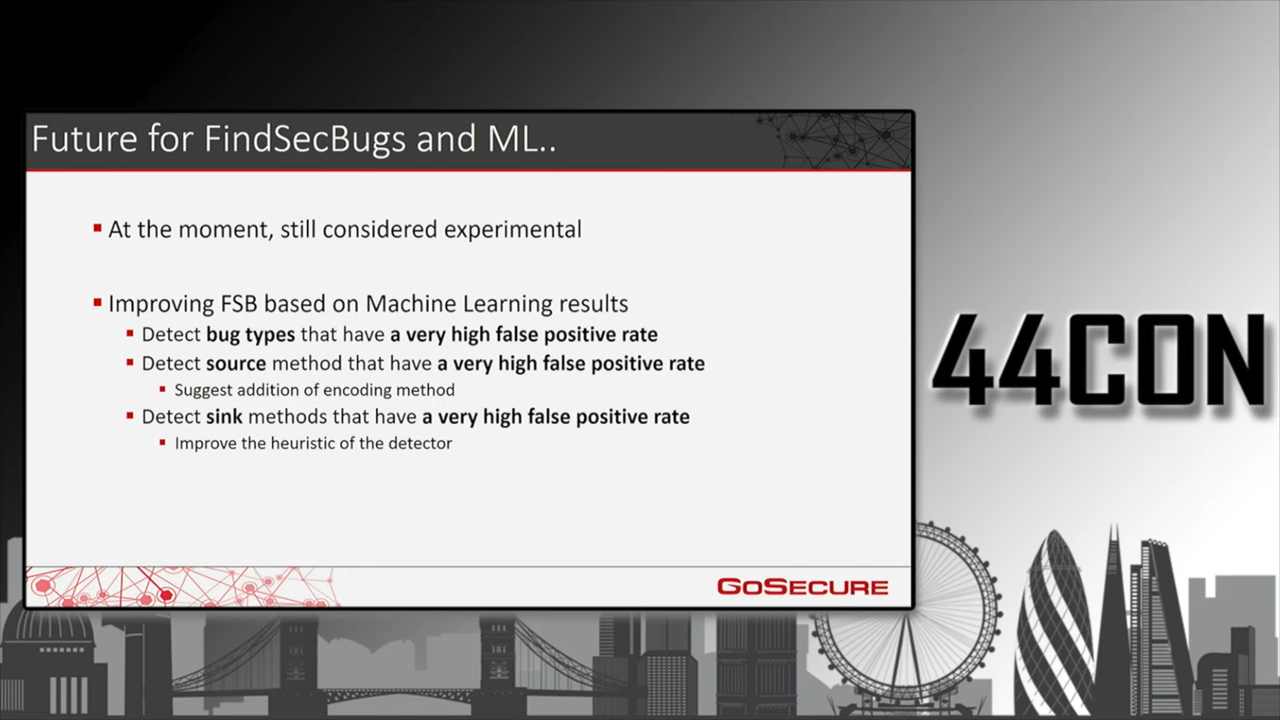 Future for FindSecBugs and ML..
At the moment, still considered experimental
Improving FSB based on Machine Learning results
Detect bug types that have a very high false positive rate
Detect source method that have a very high false positive rate
Suggest addition of encoding method
Detect sink methods that have a very high false positive rate
Improve the heuristic of the detector
GoSecure
44CON